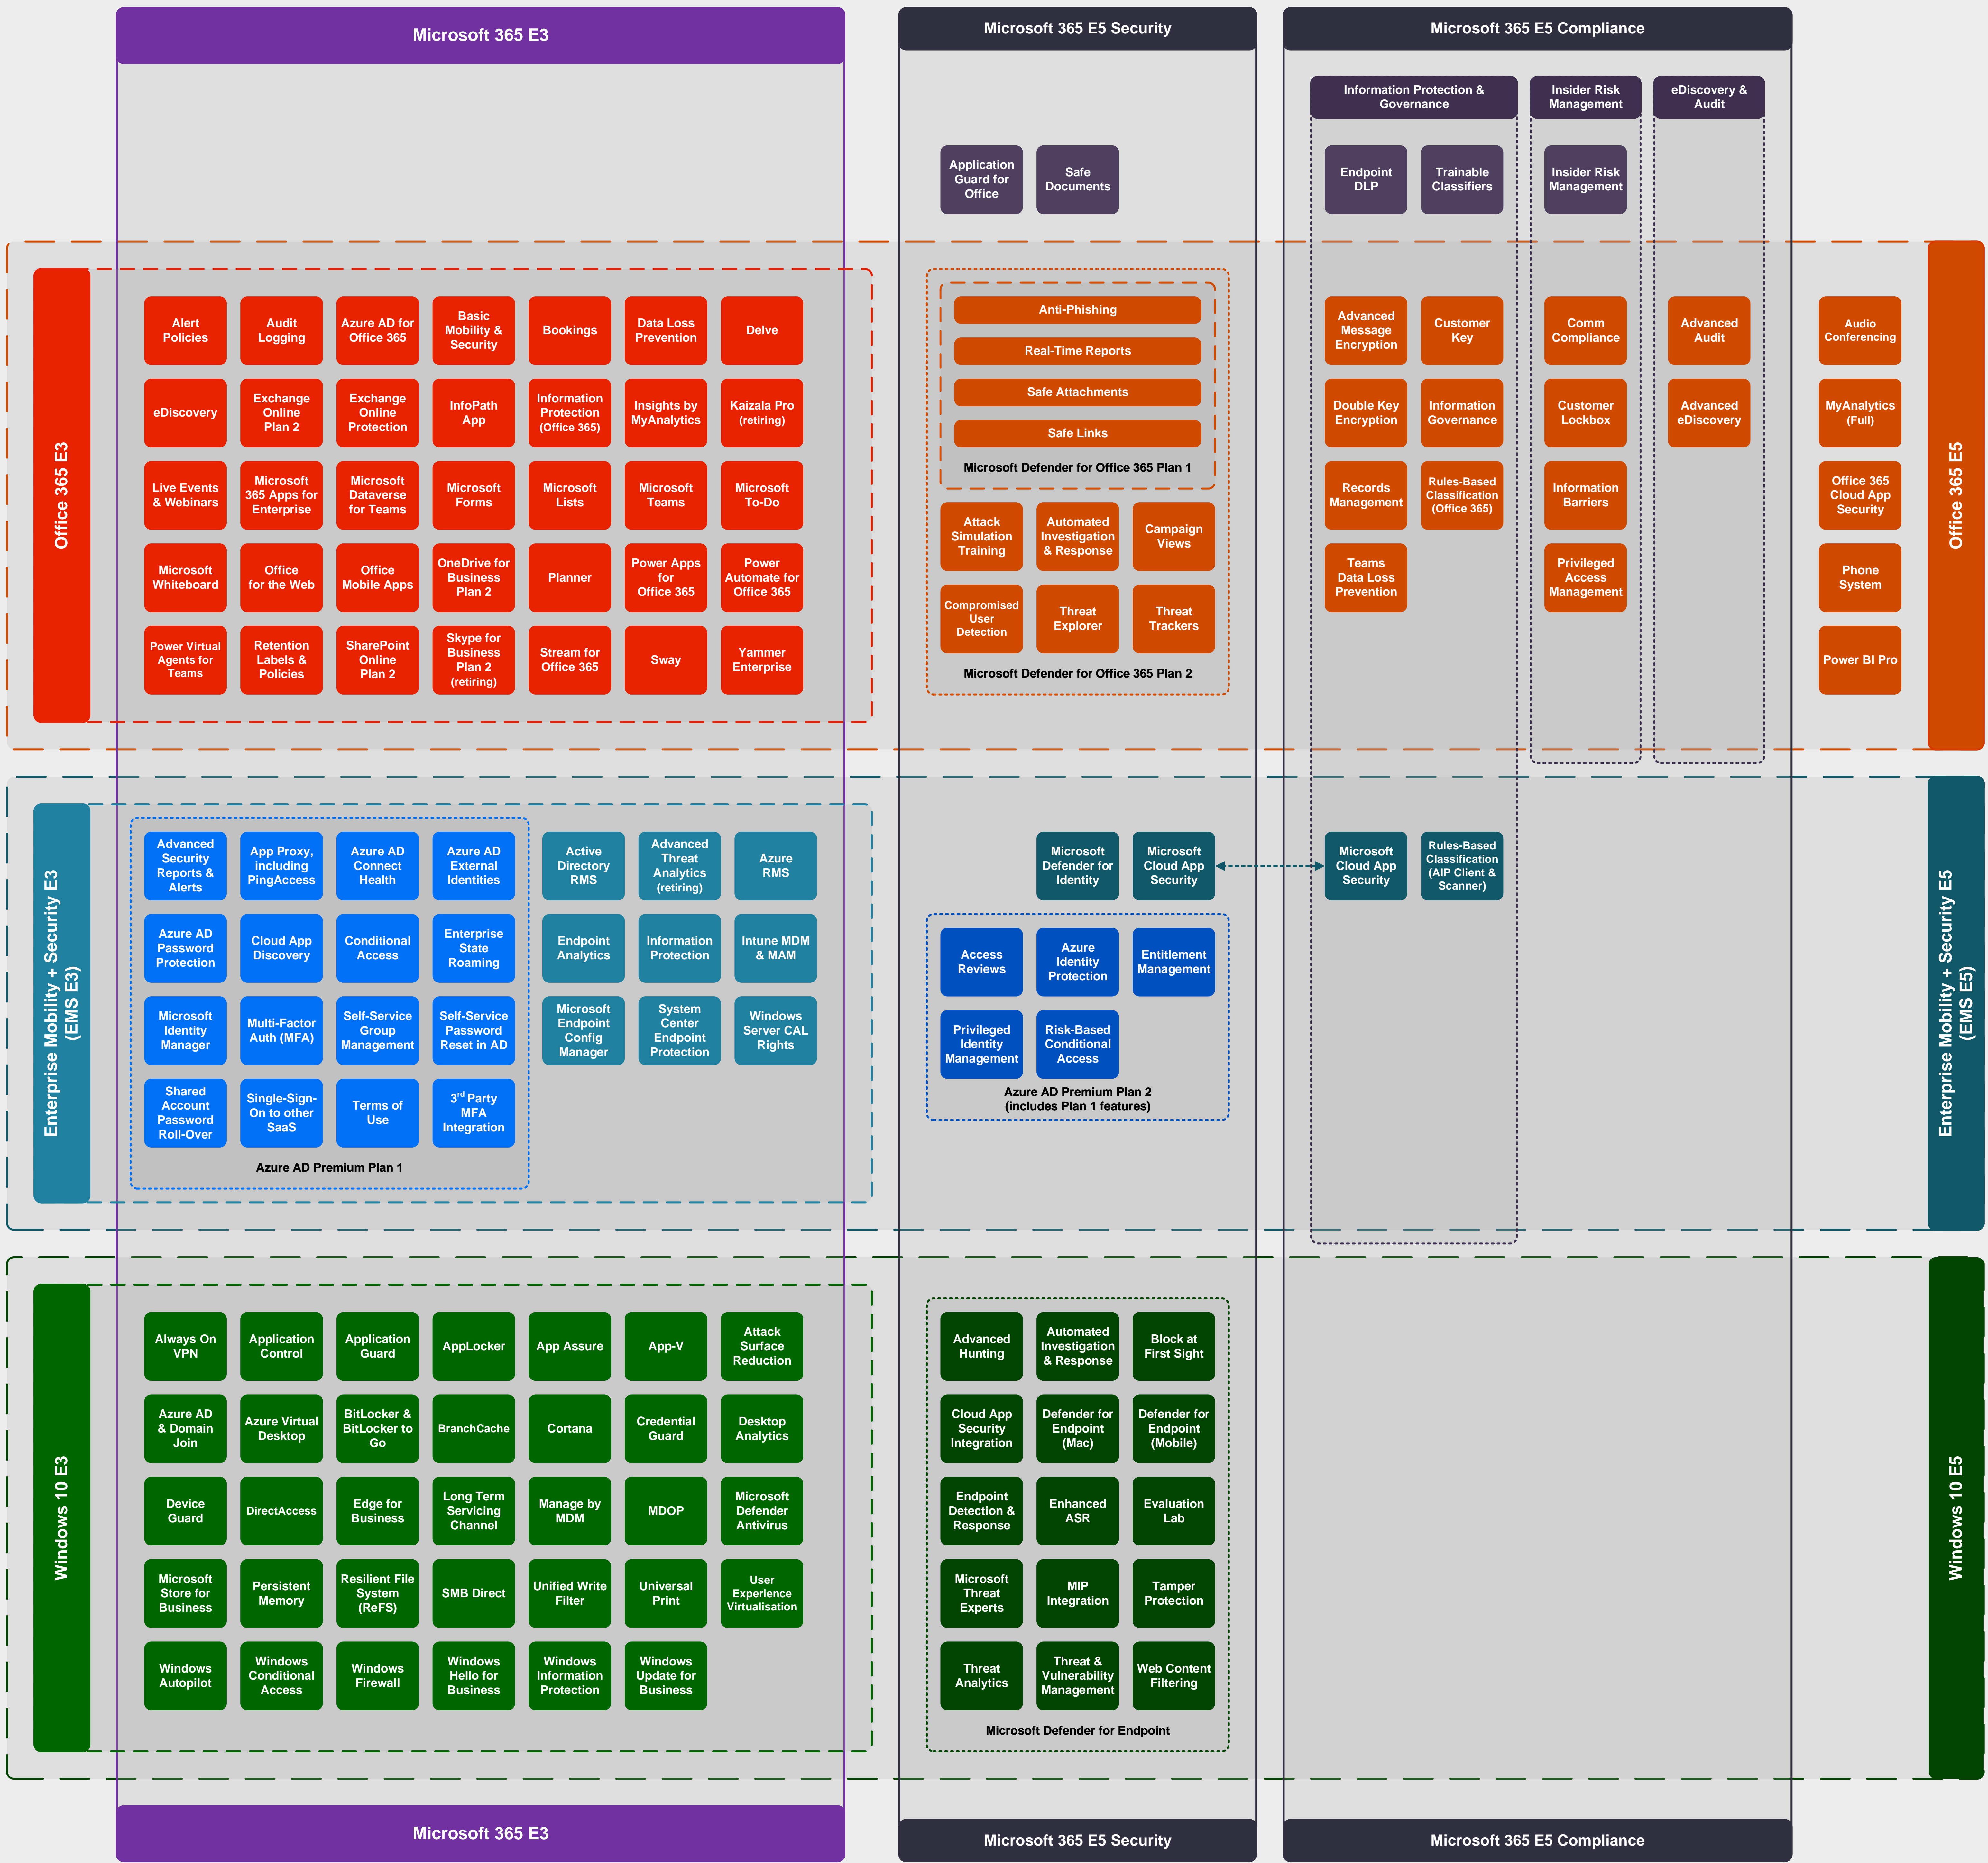 Microsoft 365 E3
Microsoft 365 E5 Security
Microsoft 365 E5 Compliance
Information Protection &
Governance
Insider Risk
Management
eDiscovery &
Audit
Application
Guard for
Office
Safe
Documents
Endpoint
DLP
Trainable
Classifiers
Insider Risk
Management
Office 365 E3
Alert
Policies
Audit
Logging
Azure AD for
Office 365
Basic
Mobility &
Security
Bookings
Data Loss
Prevention
Delve
eDiscovery
Exchange
Online
Plan 2
Exchange
Online
Protection
InfoPath
App
Information
Protection
(Office 365)
Insights by
MyAnalytics
Kaizala Pro
(retiring)
Live Events
& Webinars
Microsoft
365 Apps for
Enterprise
Microsoft
Dataverse
for Teams
Microsoft
Forms
Microsoft
Lists
Microsoft
Teams
Microsoft
To-Do
Microsoft
Whiteboard
Office
for the Web
Office
Mobile Apps
OneDrive for
Business
Plan 2
Planner
Power Apps
for
Office 365
Power
Automate for
Office 365
Power Virtual
Agents for
Teams
Retention
Labels &
Policies
SharePoint
Online
Plan 2
Skype for
Business
Plan 2
(retiring)
Stream for
Office 365
Sway
Yammer
Enterprise
Anti-Phishing
Real-Time Reports
Safe Attachments
Safe Links
Microsoft Defender for Office 365 Plan 1
Attack
Simulation
Training
Automated
Investigation
& Response
Campaign
Views
Compromised
User
Detection
Threat
Explorer
Threat
Trackers
Microsoft Defender for Office 365 Plan 2
Advanced
Message
Encryption
Customer
Key
Double Key
Encryption
Information
Governance
Records
Management
Rules-Based
Classification
(Office 365)
Teams
Data Loss
Prevention
Comm
Compliance
Customer
Lockbox
Information
Barriers
Privileged
Access
Management
Advanced
Audit
Advanced
eDiscovery
Audio
Conferencing
MyAnalytics
(Full)
Office 365
Cloud App
Security
Phone
System
Power BI Pro
Office 365 E5
Enterprise Mobility + Security E3
(EMS E3)
Advanced
Security
Reports &
Alerts
App Proxy,
including
PingAccess
Azure AD
Connect
Health
Azure AD
External
Identities
Active
Directory
RMS
Advanced
Threat
Analytics
(retiring)
Azure
RMS
Azure AD
Password
Protection
Cloud App
Discovery
Conditional
Access
Enterprise
State
Roaming
Endpoint
Analytics
Information
Protection
Intune MDM
& MAM
Microsoft
Identity
Manager
Multi-Factor
Auth (MFA)
Self-Service
Group
Management
Self-Service
Password
Reset in AD
Microsoft
Endpoint
Config
Manager
System
Center
Endpoint
Protection
Windows
Server CAL
Rights
Shared
Account
Password
Roll-Over
Single-Sign-
On to other
SaaS
Terms of
Use
3rd Party
MFA
Integration
Azure AD Premium Plan 1
Microsoft
Defender for
Identity
Microsoft
Cloud App
Security
Access
Reviews
Azure
Identity
Protection
Entitlement
Management
Privileged
Identity
Management
Risk-Based
Conditional
Access
Azure AD Premium Plan 2
(includes Plan 1 features)
Microsoft
Cloud App
Security
Rules-Based
Classification
(AIP Client &
Scanner)
Enterprise Mobility + Security E5
(EMS E5)
Windows 10 E3
Always On
VPN
Application
Control
Application
Guard
AppLocker
App Assure
App-V
Attack
Surface
Reduction
Azure AD
& Domain
Join
Azure Virtual
Desktop
BitLocker &
BitLocker to
Go
BranchCache
Cortana
Credential
Guard
Desktop
Analytics
Device
Guard
DirectAccess
Edge for
Business
Long Term
Servicing
Channel
Manage by
MDM
MDOP
Microsoft
Defender
Antivirus
Microsoft
Store for
Business
Persistent
Memory
Resilient File
System
(ReFS)
SMB Direct
Unified Write
Filter
Universal
Print
User
Experience
Virtualisation
Windows
Autopilot
Windows
Conditional
Access
Windows
Firewall
Windows
Hello for
Business
Windows
Information
Protection
Windows
Update for
Business
Advanced
Hunting
Automated
Investigation
& Response
Block at
First Sight
Cloud App
Security
Integration
Defender for
Endpoint
(Mac)
Defender for
Endpoint
(Mobile)
Endpoint
Detection &
Response
Enhanced
ASR
Evaluation
Lab
Microsoft
Threat
Experts
MIP
Integration
Tamper
Protection
Threat
Analytics
Threat &
Vulnerability
Management
Web Content
Filtering
Microsoft Defender for Endpoint
Windows 10 E5
Microsoft 365 E3
Microsoft 365 E5 Security
Microsoft 365 E5 Compliance